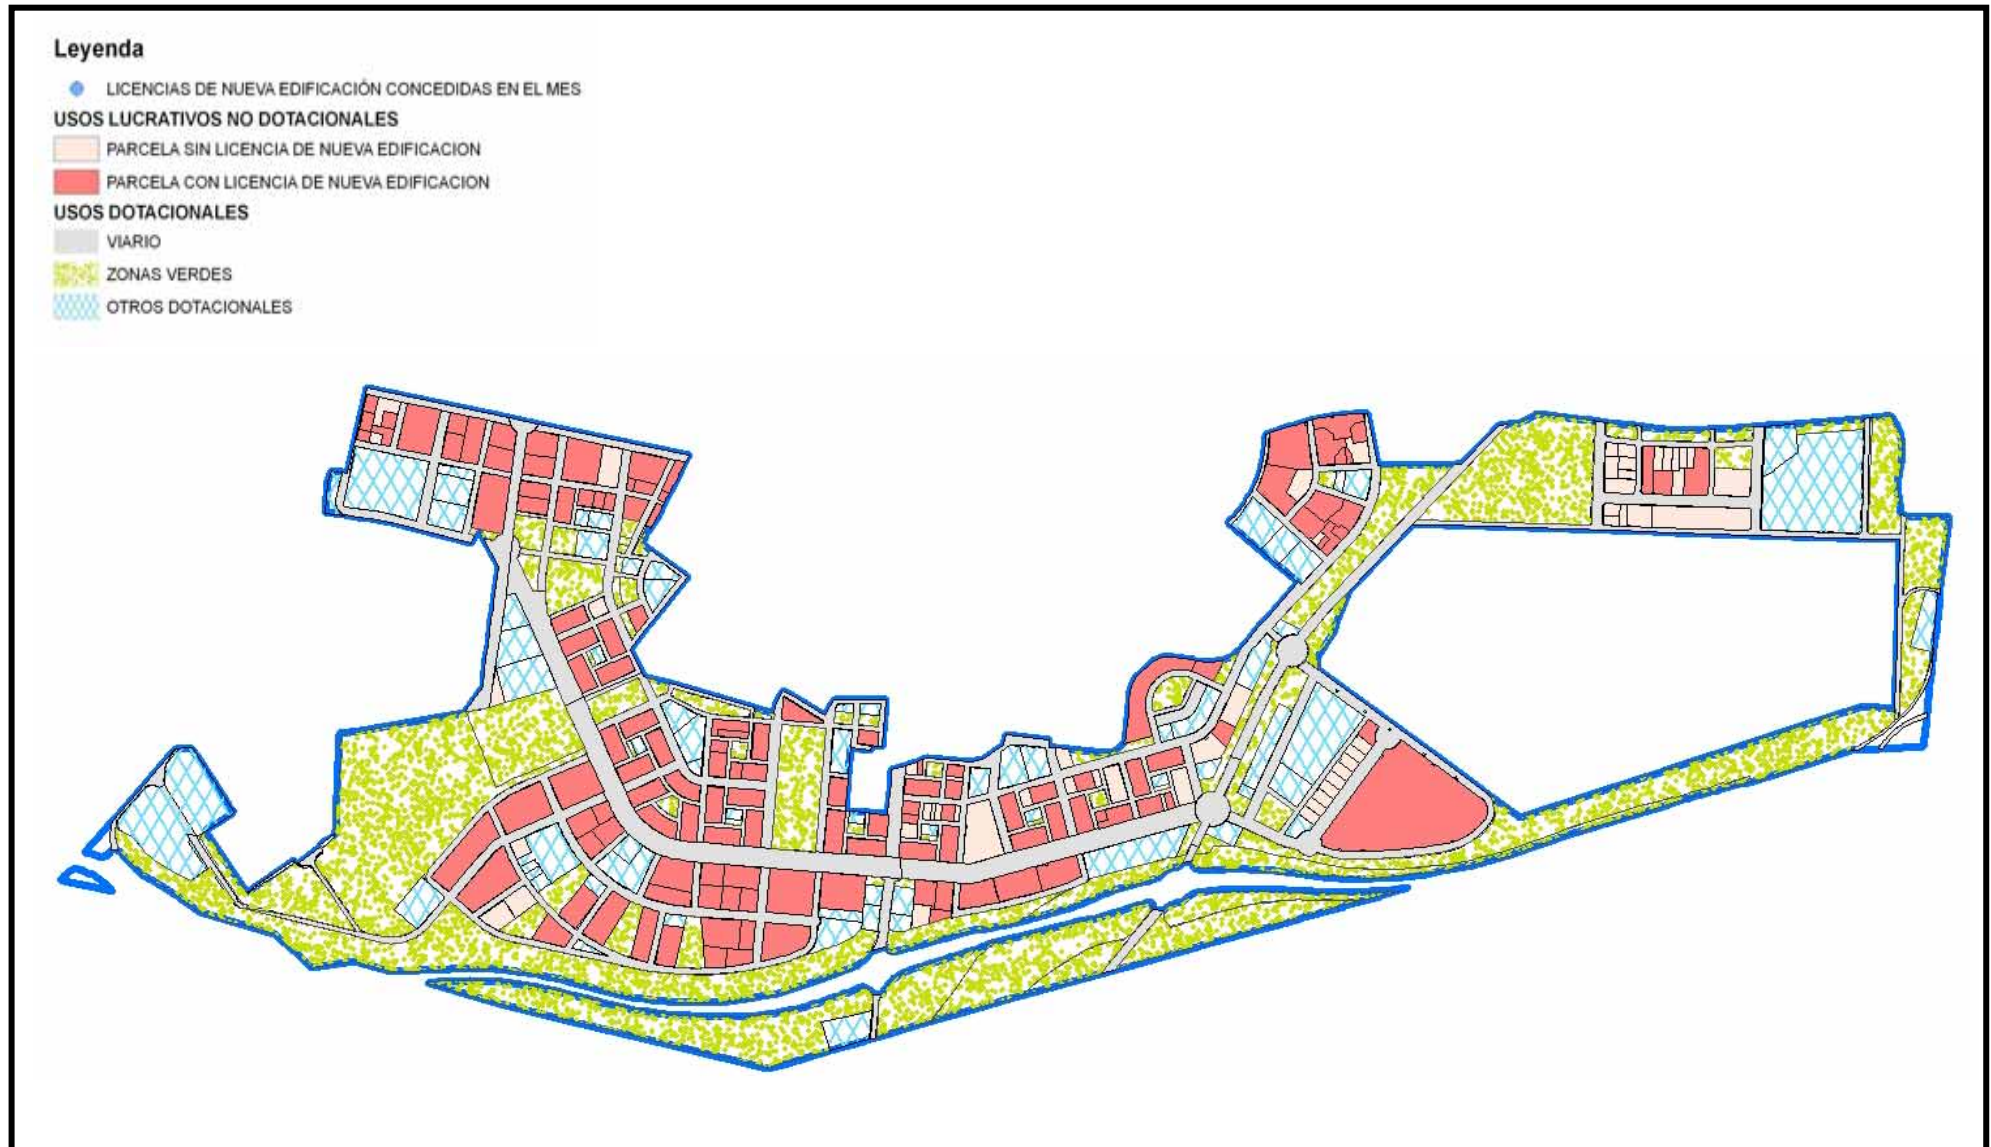 Leyenda
LICENCIAS DE NUEVA EDIFICACIÓN CONCEDIDAS EN EL MES
USOS LUCRATIVOS NO DOTACIONALES
PARCELA SIN LICENCIA DE NUEVA EDIFICACION
PARCELA CON LICENCIA DE NUEVA EDIFICACION
USOS DOTACIONALES
VIARIO
ZONAS VERDES
OTROS DOTACIONALES